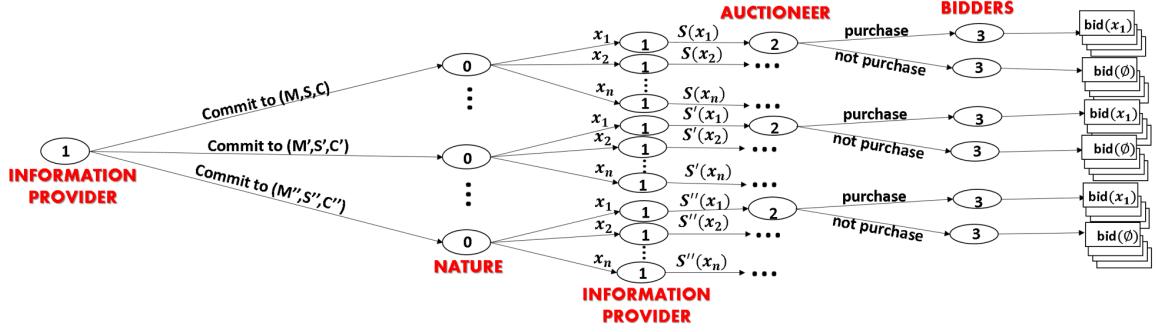 AUCTIONEER
BIDDERS
x₁ 1 S(x₁) 2 purchase 3 bid(x₁)
0 x₂ 1 S(x₂) ••• not purchase 3 bid(∅)
Commit to (M,S,C)
xₙ 1 S(xₙ) •••
x₁ 1 S′(x₁) 2 purchase 3 bid(x₁)
1 Commit to (M′,S′,C′) 0 x₂ 1 S′(x₂) ••• not purchase 3 bid(∅)
INFORMATION
PROVIDER
Commit to (M′′,S′′,C′′)
xₙ 1 S′(xₙ) •••
x₁ 1 S′′(x₁) 2 purchase 3 bid(x₁)
0 x₂ 1 S′′(x₂) ••• not purchase 3 bid(∅)
NATURE
xₙ 1 S′′(xₙ) •••
INFORMATION
PROVIDER